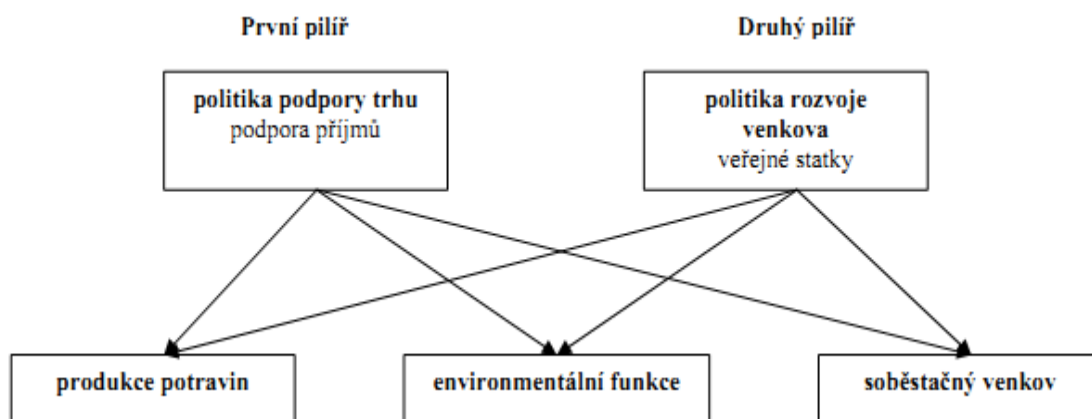 První pilíř
Druhý pilíř
politika podpory trhu
podpora příjmů
politika rozvoje
venkova
veřejné statky
produkce potravin
environmentální funkce
soběstačný venkov